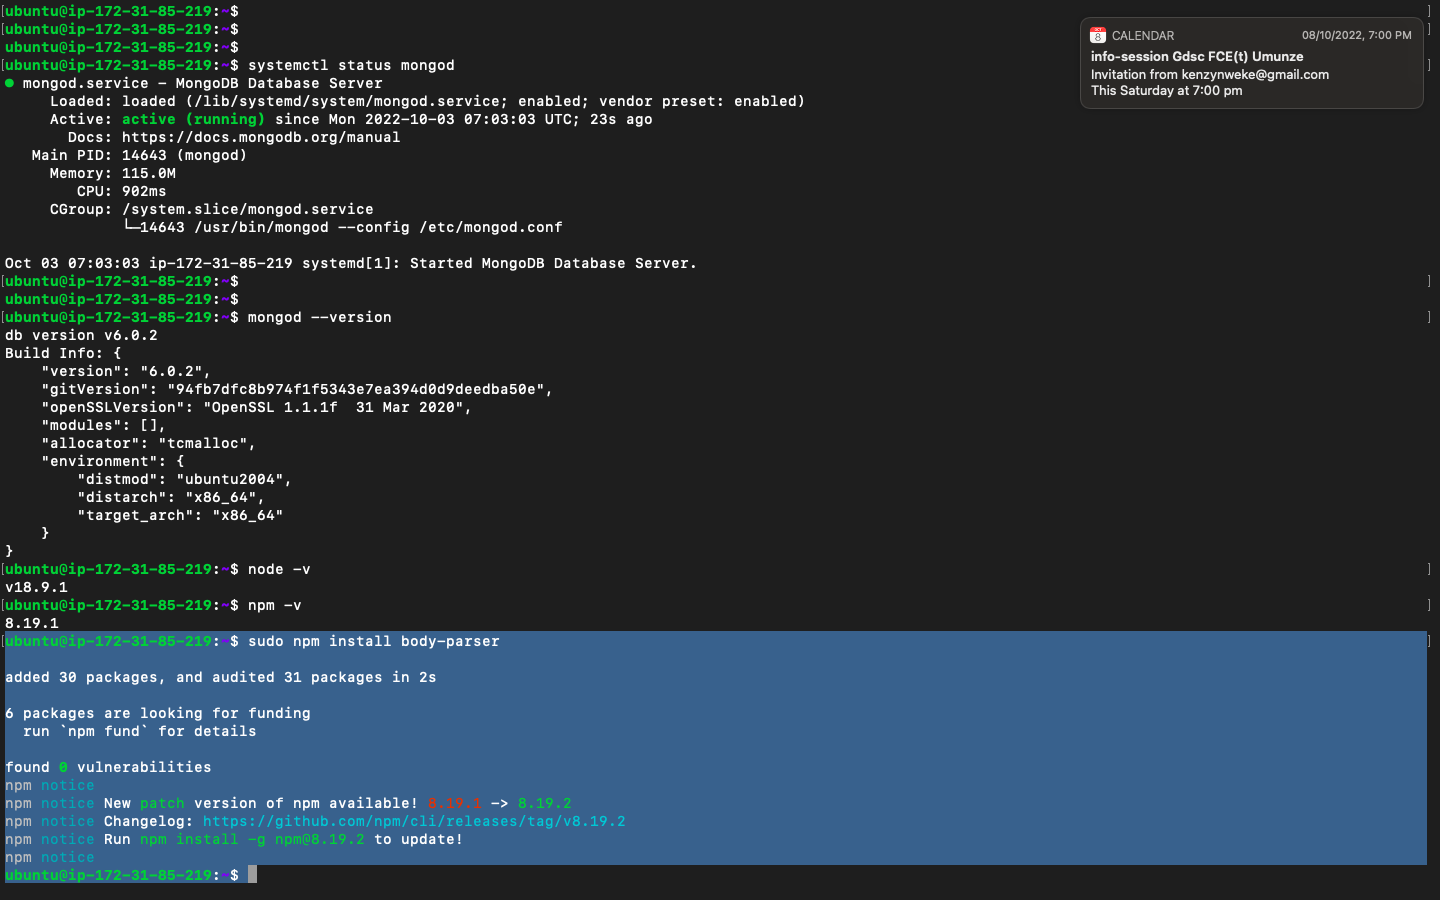 ubuntu@ip-172-31-85-219:~$
ubuntu@ip-172-31-85-219:~$
ubuntu@ip-172-31-85-219:~$
ubuntu@ip-172-31-85-219:~$ systemctl status mongod
● mongod.service - MongoDB Database Server
     Loaded: loaded (/lib/systemd/system/mongod.service; enabled; vendor preset: enabled)
     Active: active (running) since Mon 2022-10-03 07:03:03 UTC; 23s ago
       Docs: https://docs.mongodb.org/manual
   Main PID: 14643 (mongod)
     Memory: 115.0M
        CPU: 902ms
     CGroup: /system.slice/mongod.service
             └─14643 /usr/bin/mongod --config /etc/mongod.conf
Oct 03 07:03:03 ip-172-31-85-219 systemd[1]: Started MongoDB Database Server.
ubuntu@ip-172-31-85-219:~$
ubuntu@ip-172-31-85-219:~$
ubuntu@ip-172-31-85-219:~$ mongod --version
db version v6.0.2
Build Info: {
    "version": "6.0.2",
    "gitVersion": "94fb7dfc8b974f1f5343e7ea394d0d9deedba50e",
    "openSSLVersion": "OpenSSL 1.1.1f  31 Mar 2020",
    "modules": [],
    "allocator": "tcmalloc",
    "environment": {
        "distmod": "ubuntu2004",
        "distarch": "x86_64",
        "target_arch": "x86_64"
    }
}
ubuntu@ip-172-31-85-219:~$ node -v
v18.9.1
ubuntu@ip-172-31-85-219:~$ npm -v
8.19.1
ubuntu@ip-172-31-85-219:~$ sudo npm install body-parser
added 30 packages, and audited 31 packages in 2s
6 packages are looking for funding
  run `npm fund` for details
found 0 vulnerabilities
npm notice
npm notice New patch version of npm available! 8.19.1 -> 8.19.2
npm notice Changelog: https://github.com/npm/cli/releases/tag/v8.19.2
npm notice Run npm install -g npm@8.19.2 to update!
npm notice
ubuntu@ip-172-31-85-219:~$
8 CALENDAR 08/10/2022, 7:00 PM
info-session Gdsc FCE(t) Umunze
Invitation from kenzynweke@gmail.com
This Saturday at 7:00 pm